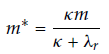 m* = κm / (κ + λ_r)